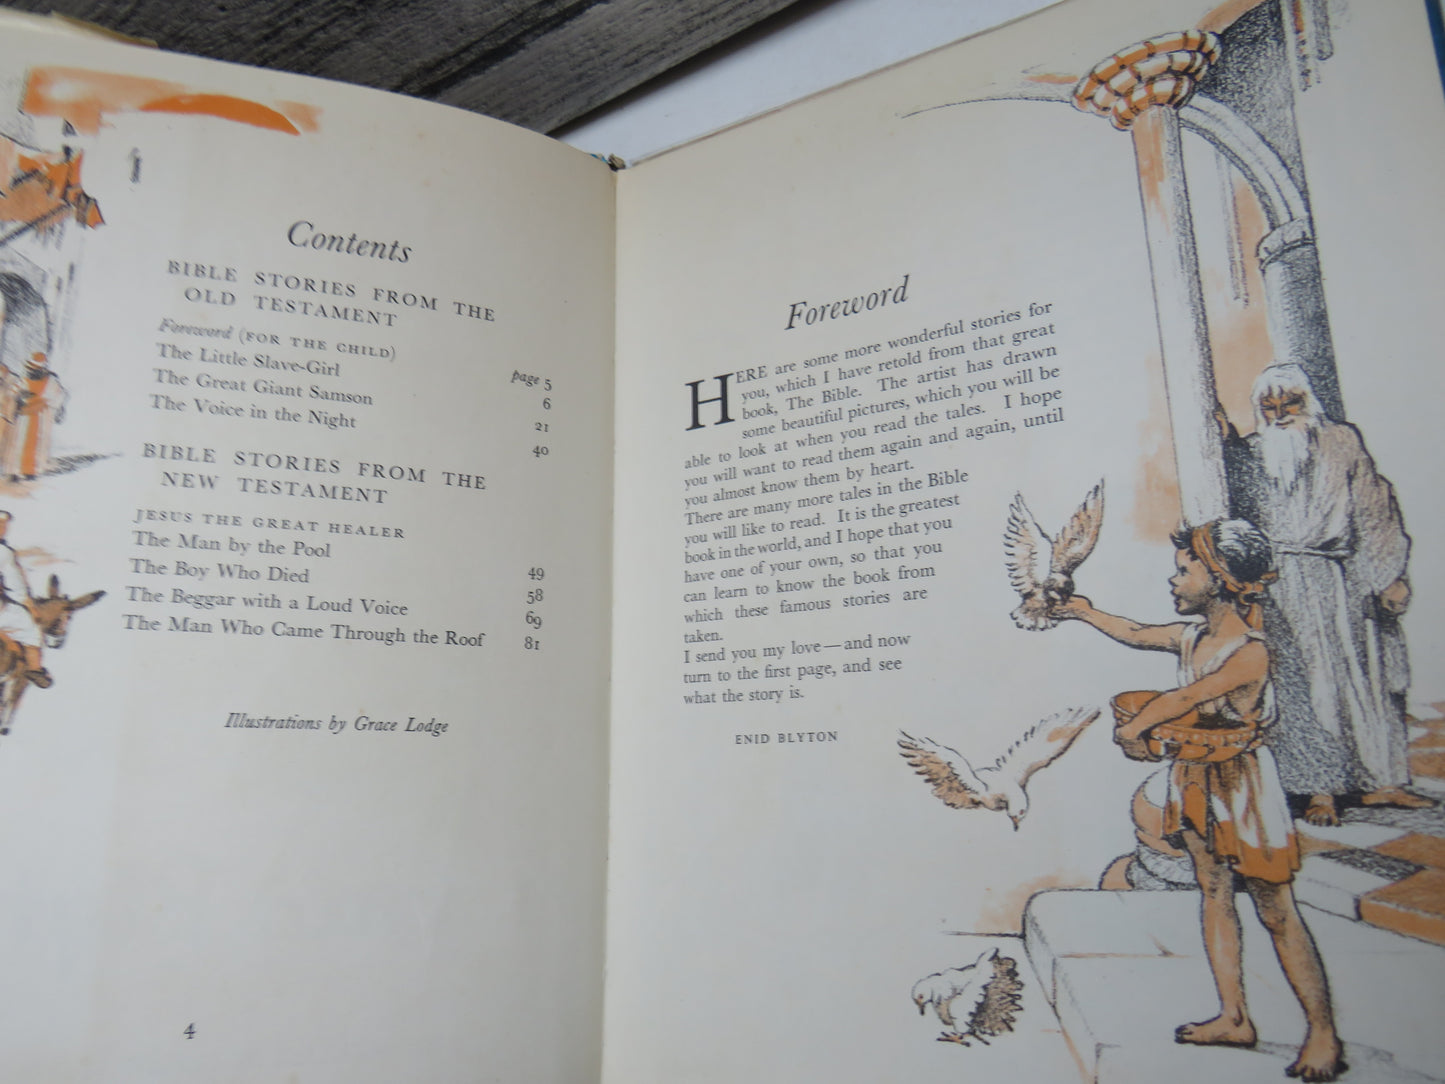 Contents
BIBLE STORIES FROM THE
OLD TESTAMENT
Foreword (FOR THE CHILD) page 5
The Little Slave-Girl 6
The Great Giant Samson 21
The Voice in the Night 40
BIBLE STORIES FROM THE
NEW TESTAMENT
JESUS THE GREAT HEALER
The Man by the Pool 49
The Boy Who Died 58
The Beggar with a Loud Voice 69
The Man Who Came Through the Roof 81
Illustrations by Grace Lodge
4
Foreword
HERE are some more wonderful stories for
you, which I have retold from that great
book, The Bible. The artist has drawn
some beautiful pictures, which you will be
able to look at when you read the tales. I hope
you will want to read them again and again, until
you almost know them by heart.
There are many more tales in the Bible
you will like to read. It is the greatest
book in the world, and I hope that you
have one of your own, so that you
can learn to know the book from
which these famous stories are
taken.
I send you my love—and now
turn to the first page, and see
what the story is.
ENID BLYTON